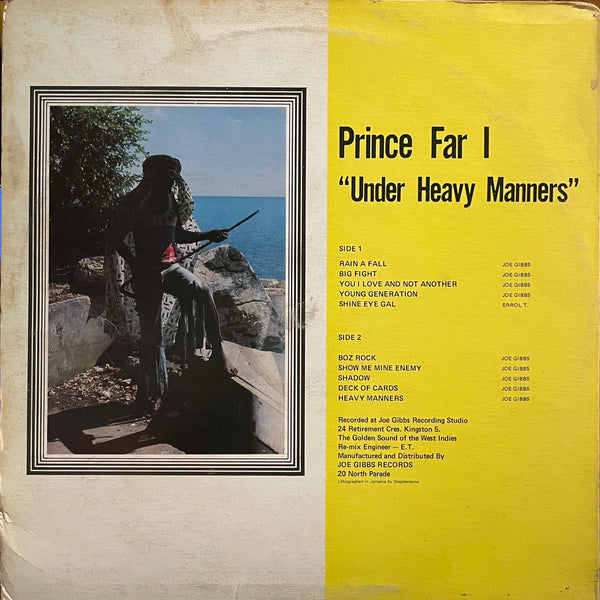 Prince Far I
“Under Heavy Manners”
SIDE 1
RAIN A FALL JOE GIBBS
BIG FIGHT JOE GIBBS
YOU I LOVE AND NOT ANOTHER JOE GIBBS
YOUNG GENERATION JOE GIBBS
SHINE EYE GAL ERROL T.
SIDE 2
BOZ ROCK JOE GIBBS
SHOW ME MINE ENEMY JOE GIBBS
SHADOW JOE GIBBS
DECK OF CARDS JOE GIBBS
HEAVY MANNERS JOE GIBBS
Recorded at Joe Gibbs Recording Studio
24 Retirement Cres. Kingston 5.
The Golden Sound of the West Indies
Re-mix Engineer – E.T.
Manufactured and Distributed By
JOE GIBBS RECORDS
20 North Parade
Lithographed in Jamaica by Stephensons